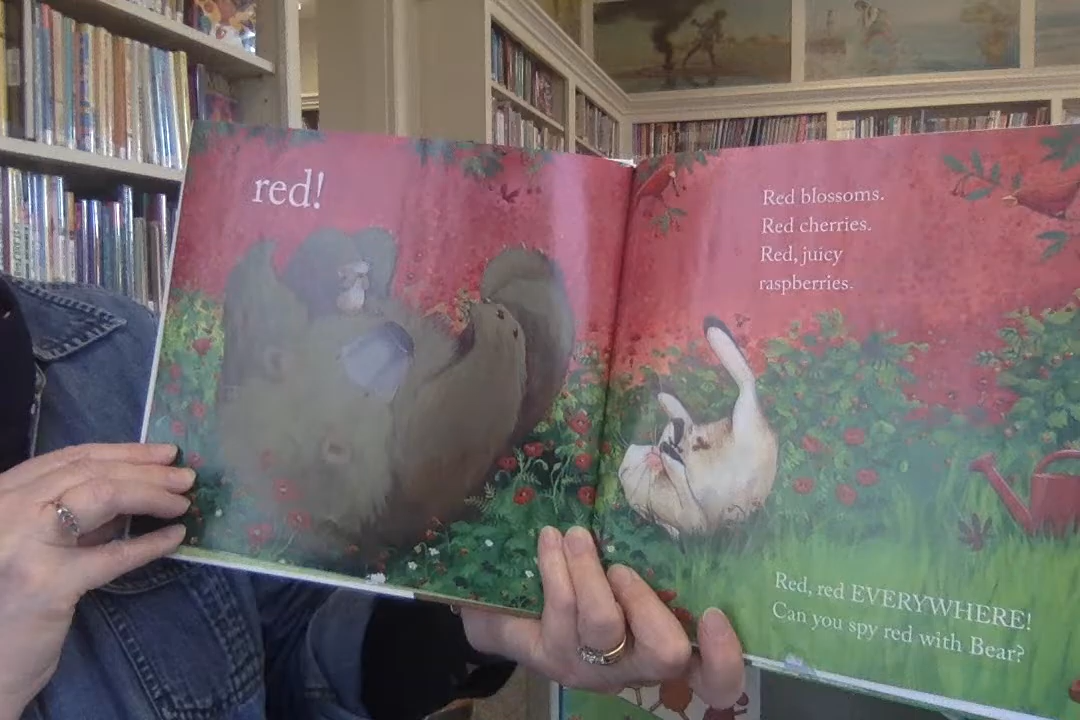 red!
Red blossoms.
Red cherries.
Red, juicy
raspberries.
Red, red EVERYWHERE!
Can you spy red with Bear?